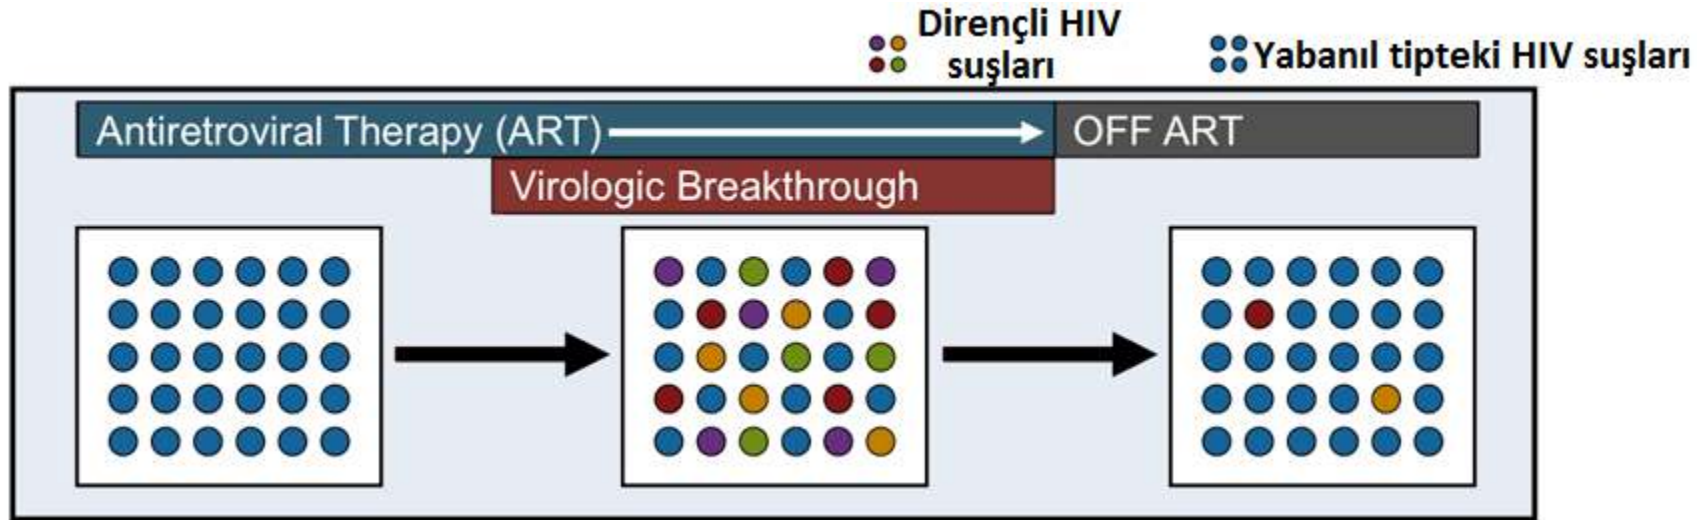 Dirençli HIV
suşları
Yabanıl tipteki HIV suşları
Antiretroviral Therapy (ART)
OFF ART
Virologic Breakthrough